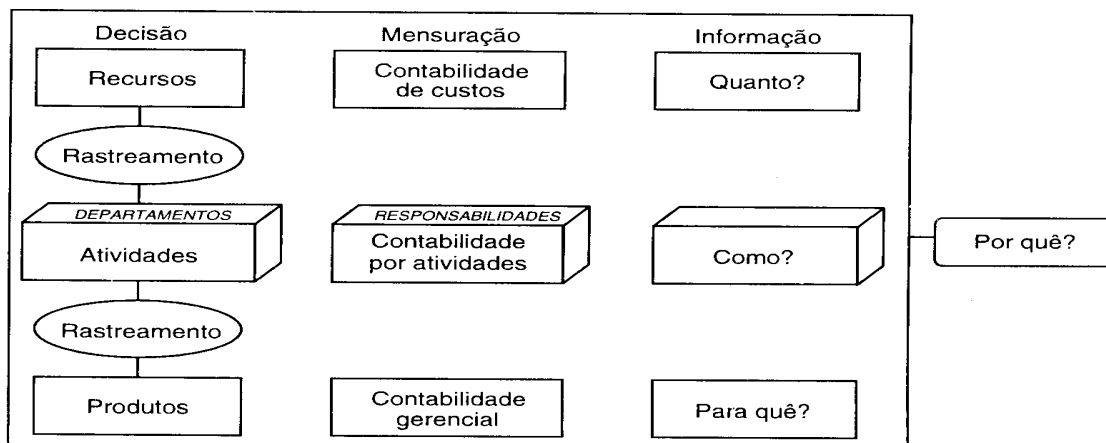 Decisão
Mensuração
Informação
Recursos
Contabilidade
de custos
Quanto?
Rastreamento
DEPARTAMENTOS
RESPONSABILIDADES
Atividades
Contabilidade
por atividades
Como?
Por quê?
Rastreamento
Produtos
Contabilidade
gerencial
Para quê?